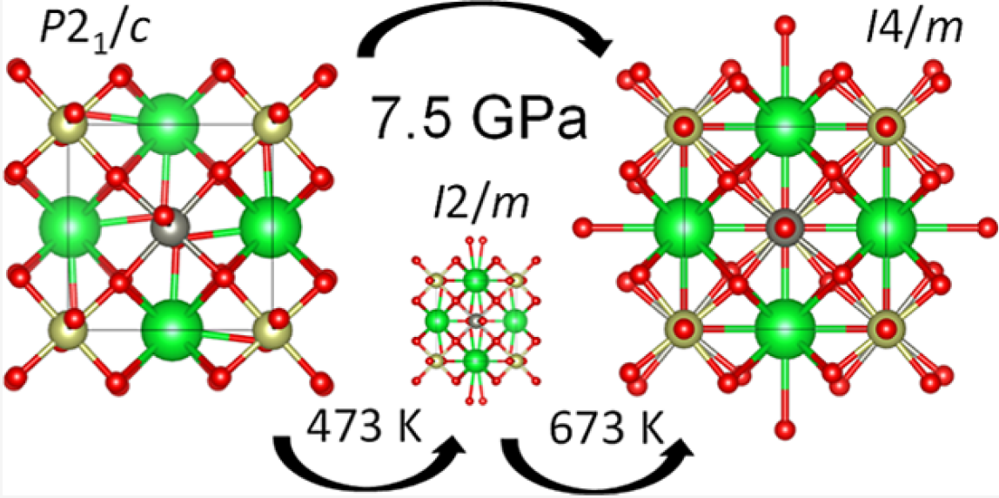 P2₁/c
I4/m
7.5 GPa
I2/m
473 K
673 K